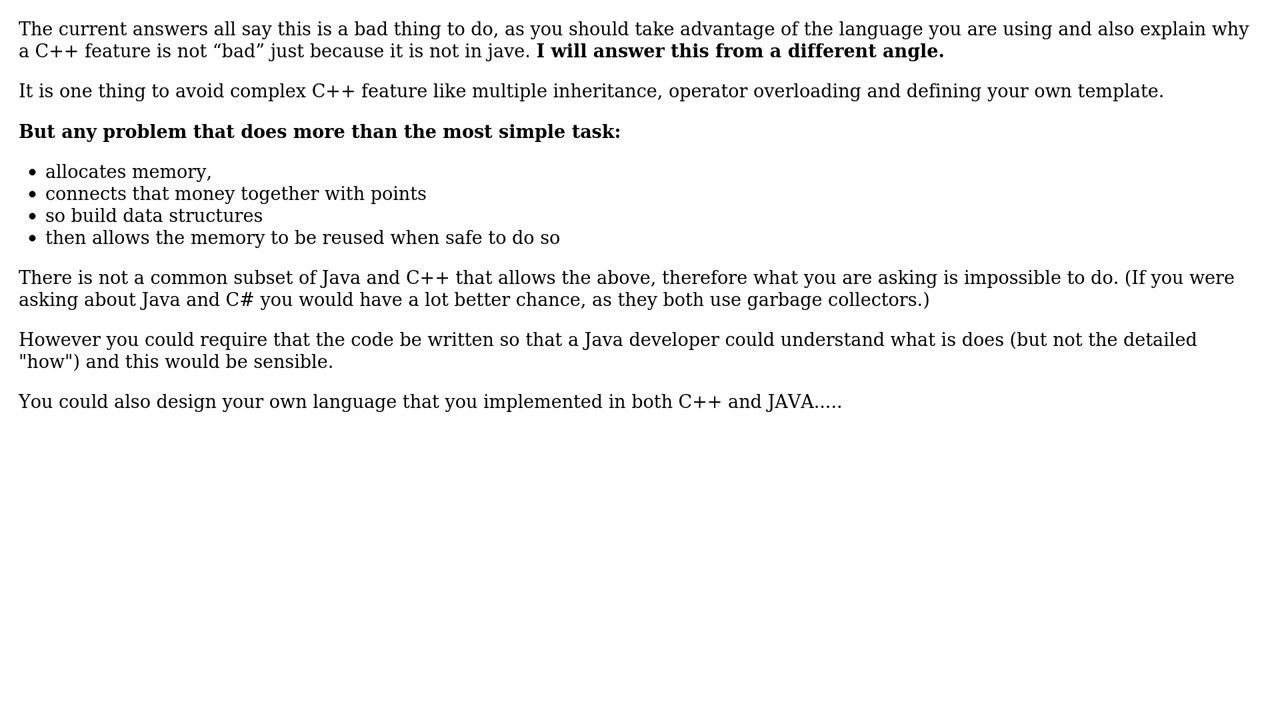 The current answers all say this is a bad thing to do, as you should take advantage of the language you are using and also explain why
a C++ feature is not “bad” just because it is not in jave. I will answer this from a different angle.
It is one thing to avoid complex C++ feature like multiple inheritance, operator overloading and defining your own template.
But any problem that does more than the most simple task:
• allocates memory,
• connects that money together with points
• so build data structures
• then allows the memory to be reused when safe to do so
There is not a common subset of Java and C++ that allows the above, therefore what you are asking is impossible to do. (If you were
asking about Java and C# you would have a lot better chance, as they both use garbage collectors.)
However you could require that the code be written so that a Java developer could understand what is does (but not the detailed
"how") and this would be sensible.
You could also design your own language that you implemented in both C++ and JAVA.....